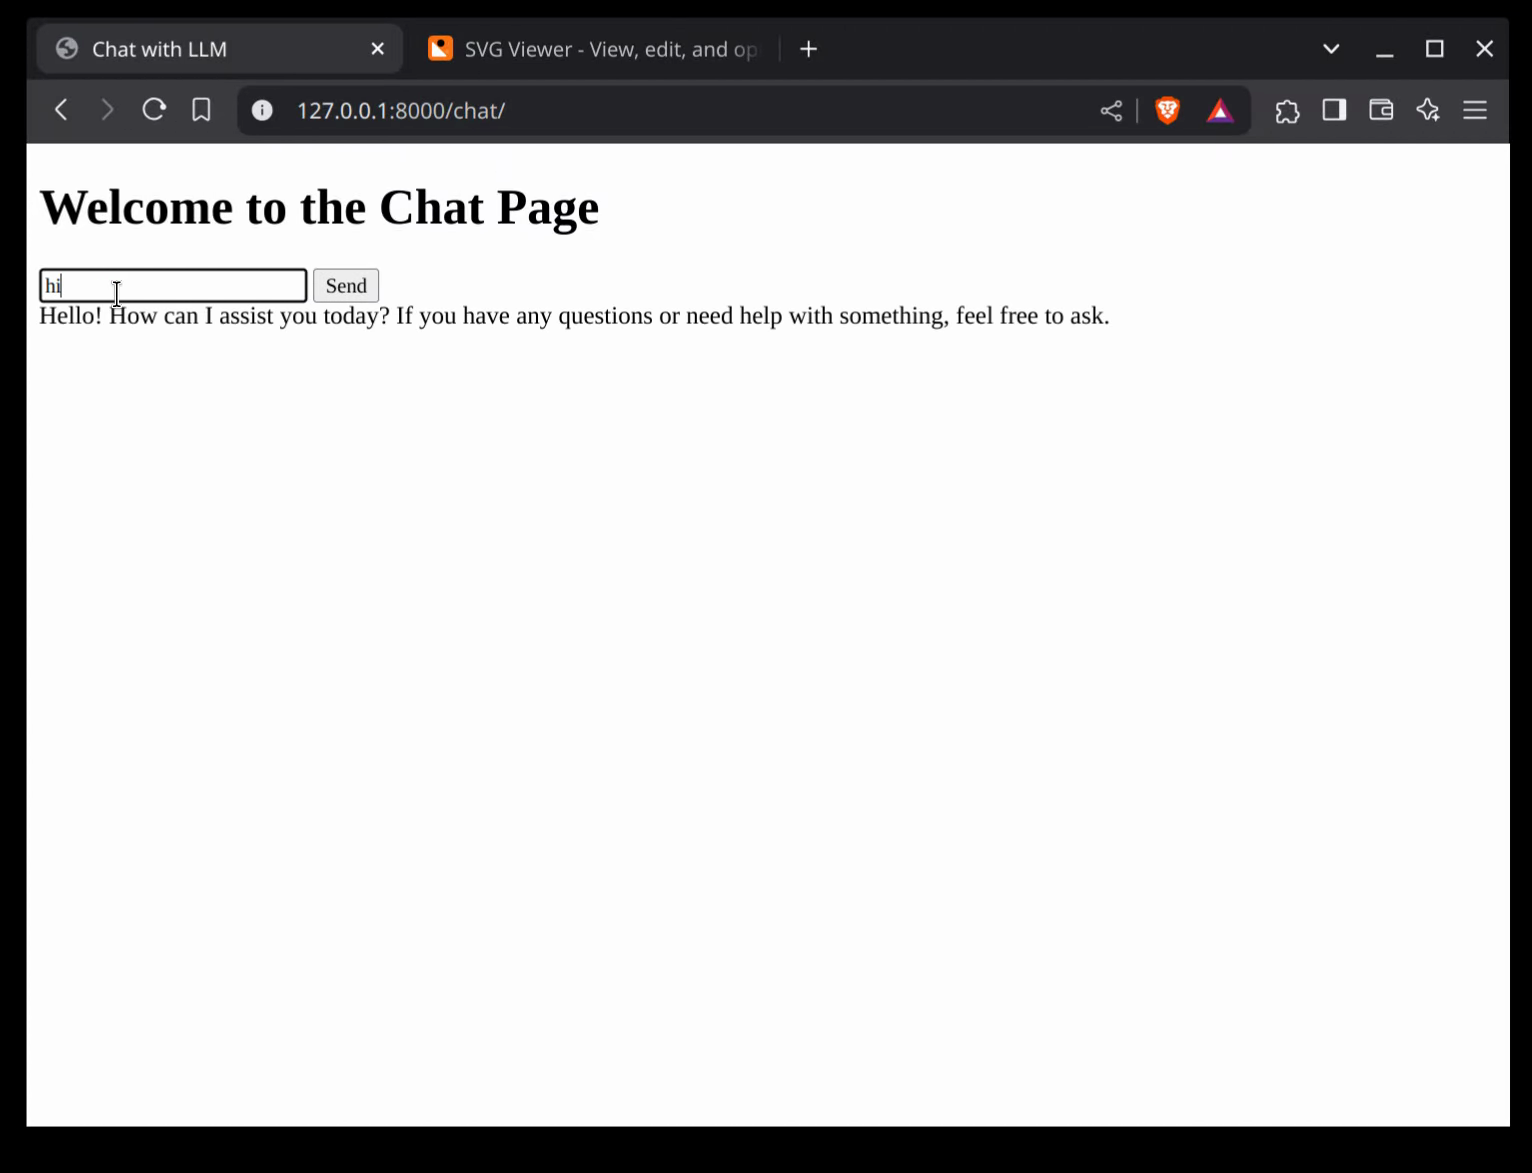 Chat with LLM
SVG Viewer - View, edit, and op
127.0.0.1:8000/chat/
Welcome to the Chat Page
hi
Send
Hello! How can I assist you today? If you have any questions or need help with something, feel free to ask.